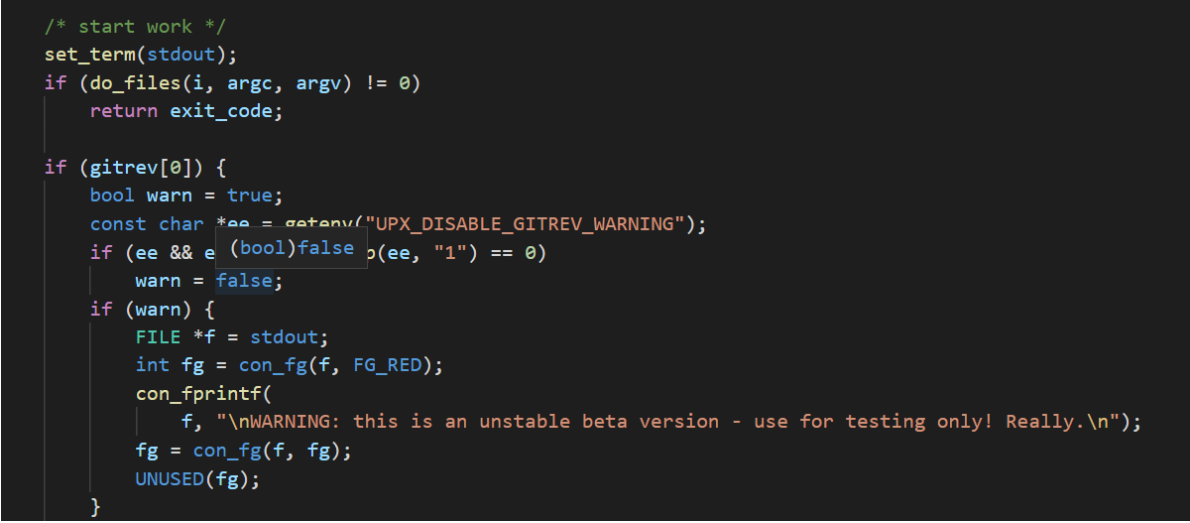 /* start work */
set_term(stdout);
if (do_files(i, argc, argv) != 0)
return exit_code;
if (gitrev[0]) {
bool warn = true;
const char *ee = getenv("UPX_DISABLE_GITREV_WARNING");
(bool)false
if (ee && e (ee, "1") == 0)
warn = false;
if (warn) {
FILE *f = stdout;
int fg = con_fg(f, FG_RED);
con_fprintf(
f, "\nWARNING: this is an unstable beta version - use for testing only! Really.\n");
fg = con_fg(f, fg);
UNUSED(fg);
}